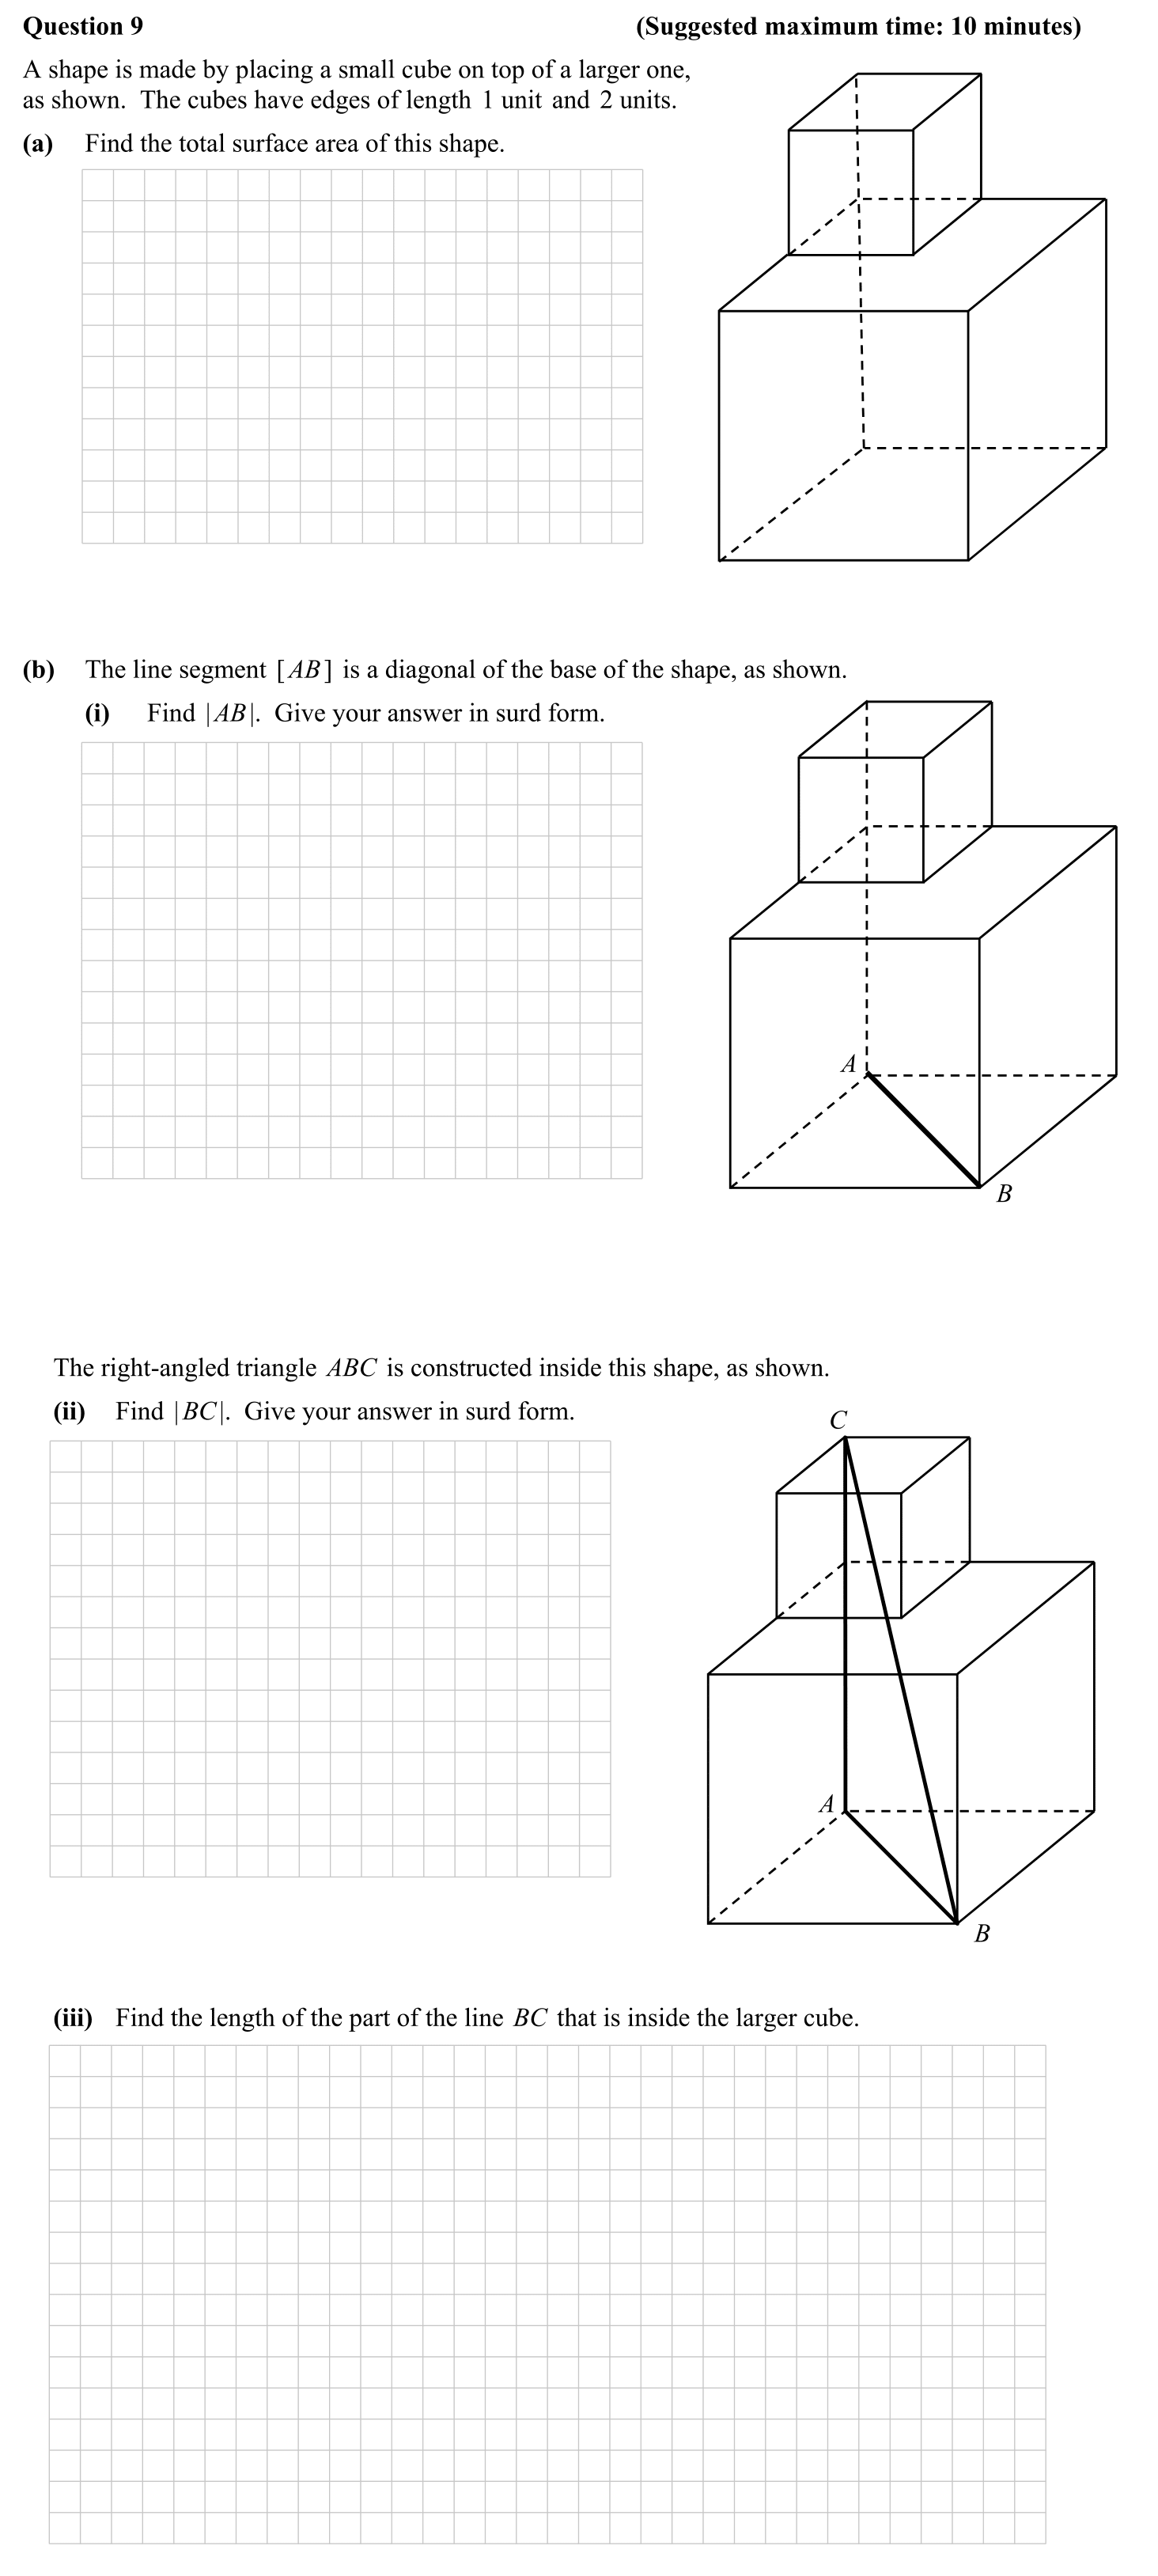 Question 9 (Suggested maximum time: 10 minutes)
A shape is made by placing a small cube on top of a larger one,
as shown. The cubes have edges of length 1 unit and 2 units.
(a) Find the total surface area of this shape.
(b) The line segment [AB] is a diagonal of the base of the shape, as shown.
(i) Find |AB|. Give your answer in surd form.
A
B
The right-angled triangle ABC is constructed inside this shape, as shown.
(ii) Find |BC|. Give your answer in surd form.
C
A
B
(iii) Find the length of the part of the line BC that is inside the larger cube.